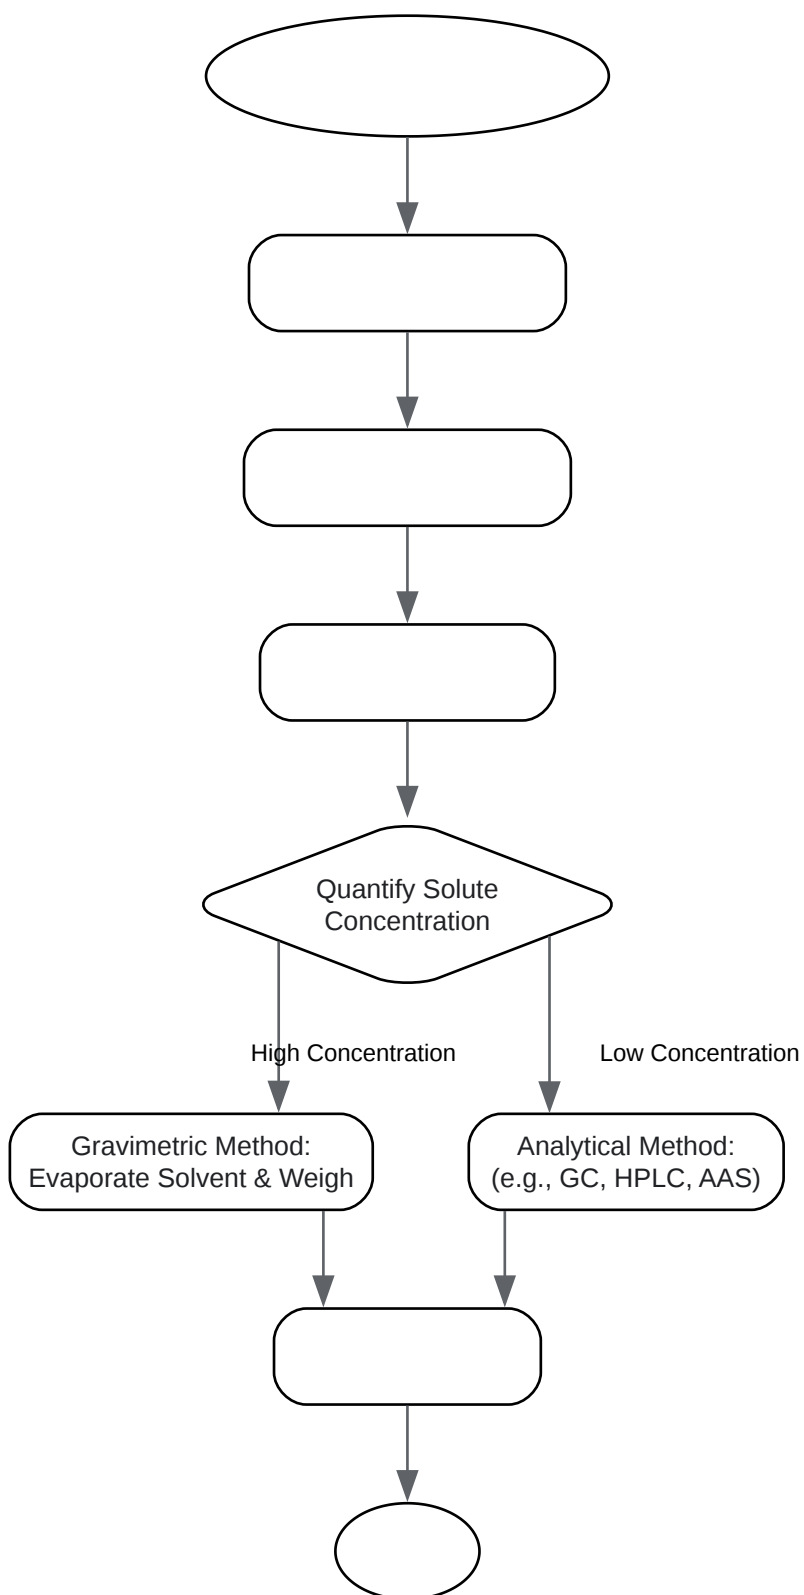 Quantify Solute
Concentration
High Concentration
Low Concentration
Gravimetric Method:
Evaporate Solvent & Weigh
Analytical Method:
(e.g., GC, HPLC, AAS)